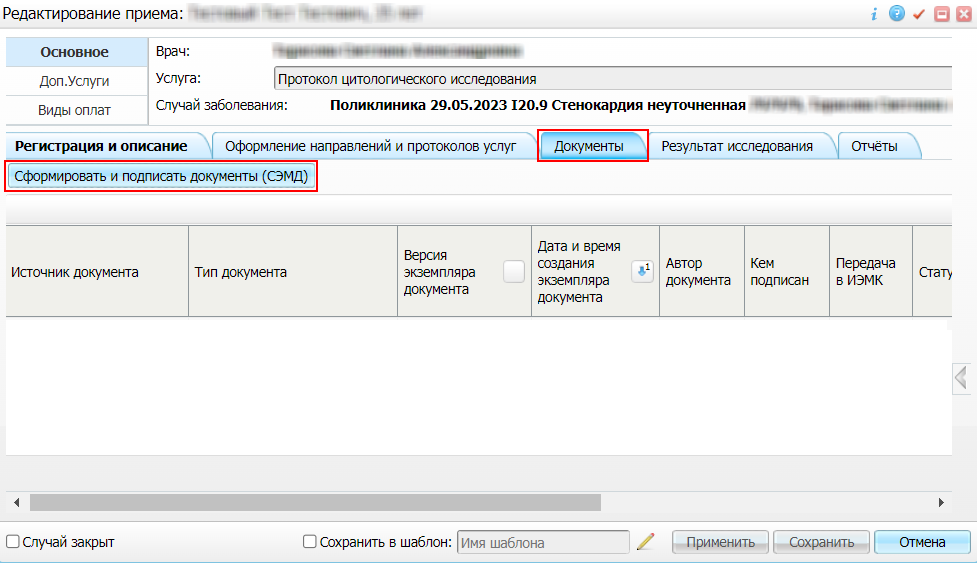 Редактирование приема:
Основное
Доп.Услуги
Виды оплат
Врач:
Услуга: Протокол цитологического исследования
Случай заболевания: Поликлиника 29.05.2023 I20.9 Стенокардия неуточненная
Регистрация и описание Оформление направлений и протоколов услуг Документы Результат исследования Отчёты
Сформировать и подписать документы (СЭМД)
Источник документа
Тип документа
Версия
экземпляра
документа
Дата и время
создания
экземпляра
документа
1
Автор
документа
Кем
подписан
Передача
в ИЭМК
Стату
Случай закрыт Сохранить в шаблон: Имя шаблона Применить Сохранить Отмена